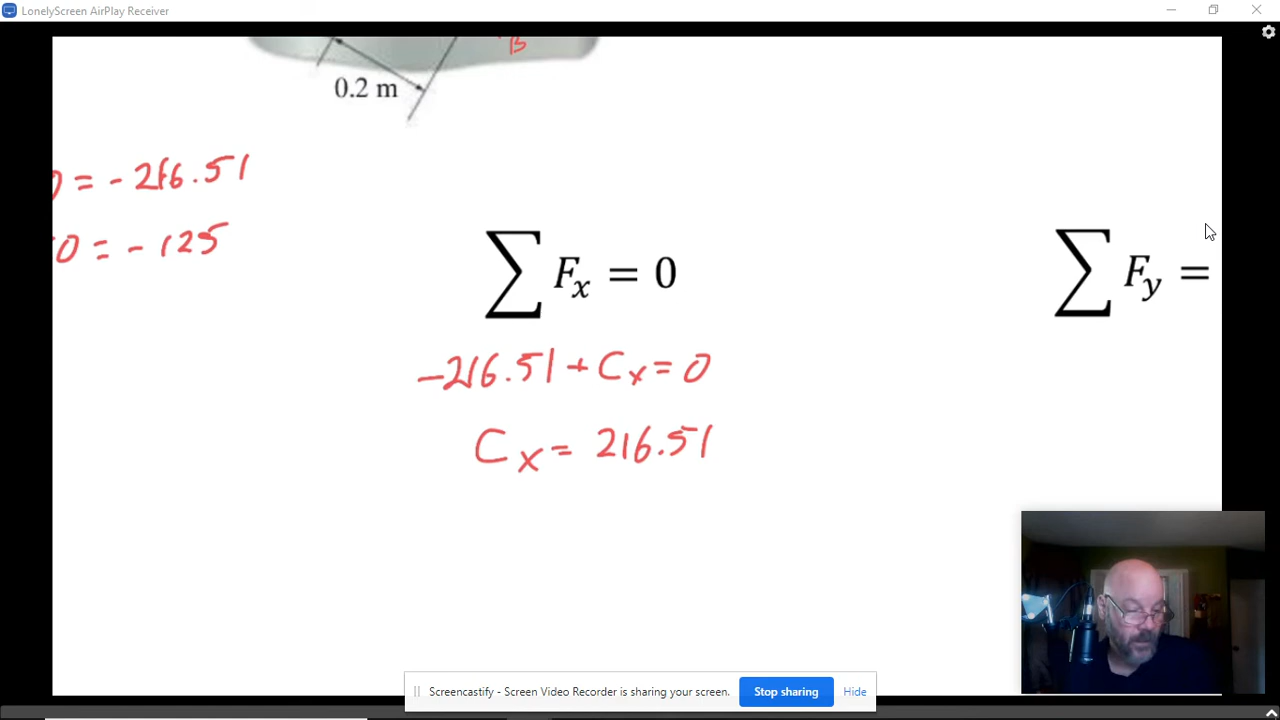 LonelyScreen AirPlay Receiver
B
0.2 m
0 = - 216.51
0 = - 125
∑ Fx = 0
∑ Fy =
-216.51 + Cx = 0
Cx = 216.51
Screencastify - Screen Video Recorder is sharing your screen.
Stop sharing
Hide